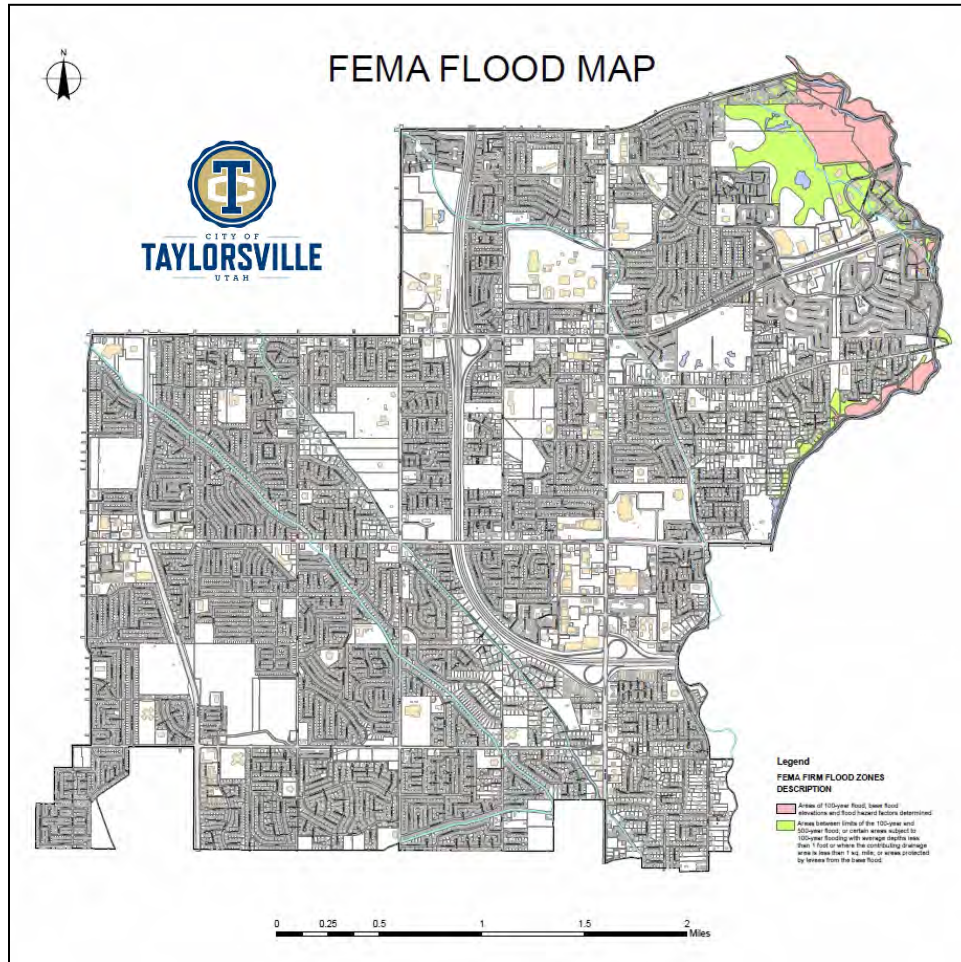 N
FEMA FLOOD MAP
T
CITY OF
TAYLORSVILLE
UTAH
Legend
FEMA FIRM FLOOD ZONES
DESCRIPTION
Areas of 100-year flood, base flood
elevations and flood hazard factors determined
Areas between limits of the 100-year and
500-year flood, or certain areas subject to
100-year flooding with average depths less
than 1 foot or where the contributing drainage
area is less than 1 sq. mile, or areas protected
by levees from the base flood.
0 0.25 0.5 1 1.5 2
Miles